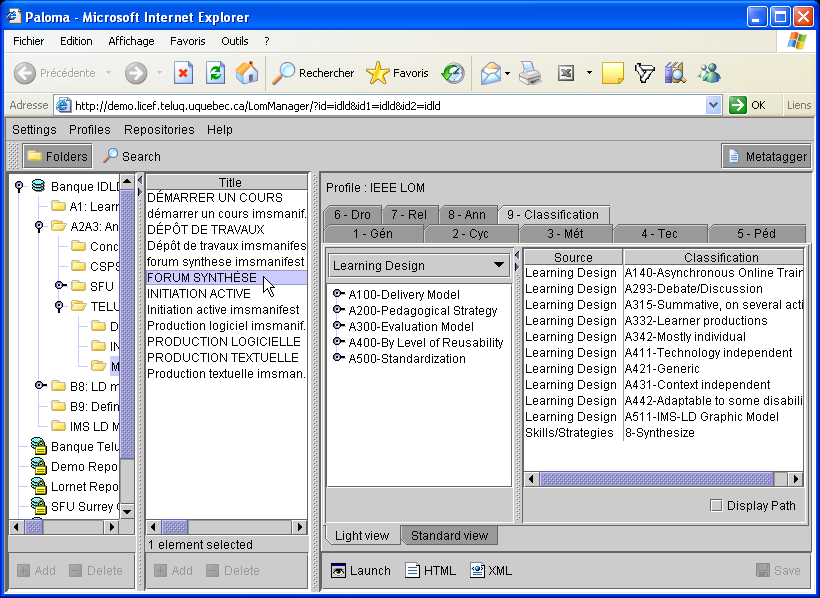 Paloma - Microsoft Internet Explorer
Fichier Edition Affichage Favoris Outils ?
Précédente Rechercher Favoris
Adresse http://demo.licef.teluq.uquebec.ca/LomManager/?id=idld&id1=idld&id2=idld OK Liens
Settings Profiles Repositories Help
Folders Search Metatagger
Banque IDLD
A1: Learn
A2A3: An
Conc
CSPS
SFU
TELU
D
IN
M
B8: LD m
B9: Defin
IMS LD M
Banque Telu
Demo Repo
Lornet Repo
SFU Surrey
Add Delete
Title
DÉMARRER UN COURS
démarrer un cours imsmanif.
DÉPÔT DE TRAVAUX
Dépôt de travaux imsmanifes
forum synthese imsmanifest
FORUM SYNTHÈSE
INITIATION ACTIVE
Initiation active imsmanifest
Production logiciel imsmanif.
PRODUCTION LOGICIELLE
PRODUCTION TEXTUELLE
Production textuelle imsman.
1 element selected
Add Delete
Profile : IEEE LOM
6 - Dro 7 - Rel 8 - Ann 9 - Classification
1 - Gén 2 - Cyc 3 - Mét 4 - Tec 5 - Péd
Learning Design
A100-Delivery Model
A200-Pedagogical Strategy
A300-Evaluation Model
A400-By Level of Reusability
A500-Standardization
Source Classification
Learning Design A140-Asynchronous Online Train
Learning Design A293-Debate/Discussion
Learning Design A315-Summative, on several acti
Learning Design A332-Learner productions
Learning Design A342-Mostly individual
Learning Design A411-Technology independent
Learning Design A421-Generic
Learning Design A431-Context independent
Learning Design A442-Adaptable to some disabili
Learning Design A511-IMS-LD Graphic Model
Skills/Strategies 8-Synthesize
Display Path
Light view Standard view
Launch HTML XML Save